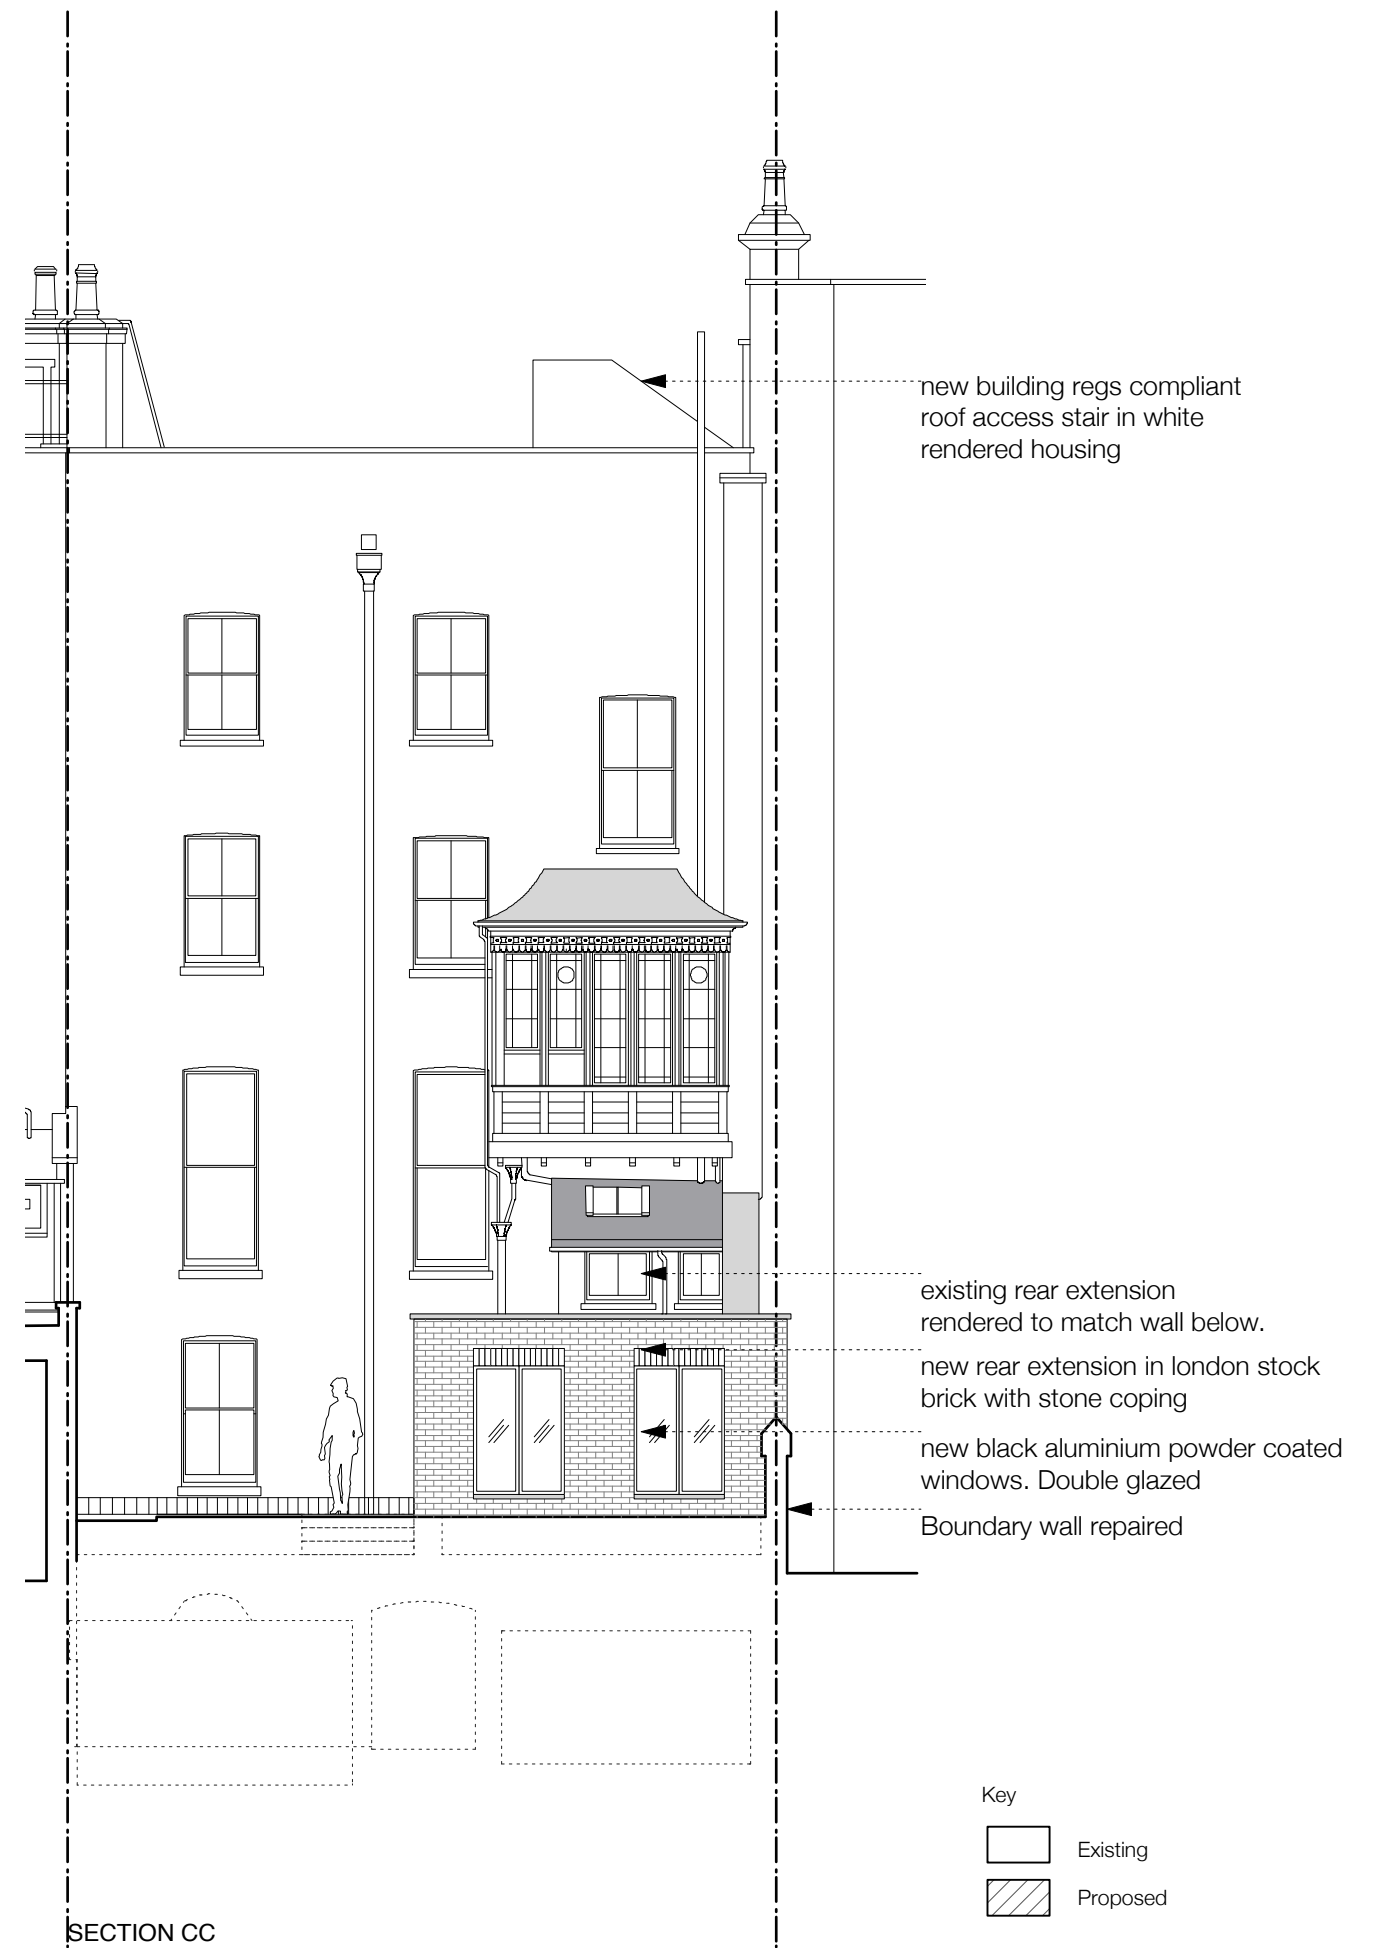 new building regs compliant
roof access stair in white
rendered housing
existing rear extension
rendered to match wall below.
new rear extension in london stock
brick with stone coping
new black aluminium powder coated
windows. Double glazed
Boundary wall repaired
Key
Existing
Proposed
SECTION CC